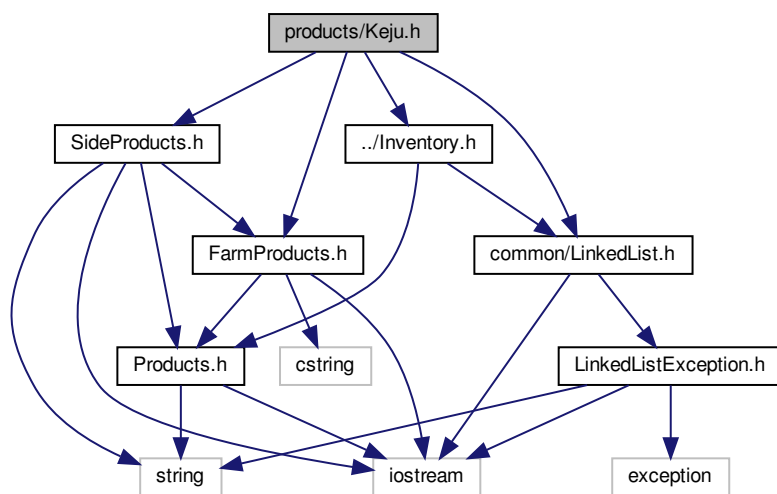 products/Keju.h
SideProducts.h
../Inventory.h
FarmProducts.h
common/LinkedList.h
Products.h
cstring
LinkedListException.h
string
iostream
exception